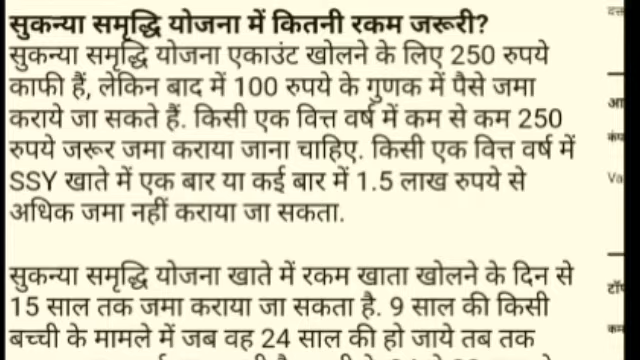 सुकन्या समृद्धि योजना में कितनी रकम जरूरी?
सुकन्या समृद्धि योजना एकाउंट खोलने के लिए 250 रुपये
काफी हैं, लेकिन बाद में 100 रुपये के गुणक में पैसे जमा
कराये जा सकते हैं. किसी एक वित्त वर्ष में कम से कम 250
रुपये जरूर जमा कराया जाना चाहिए. किसी एक वित्त वर्ष में
SSY खाते में एक बार या कई बार में 1.5 लाख रुपये से
अधिक जमा नहीं कराया जा सकता.
सुकन्या समृद्धि योजना खाते में रकम खाता खोलने के दिन से
15 साल तक जमा कराया जा सकता है. 9 साल की किसी
बच्ची के मामले में जब वह 24 साल की हो जाये तब तक